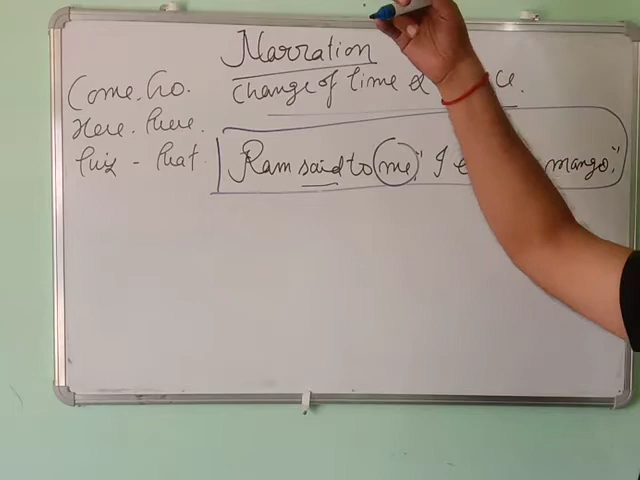 Narration
Change of Time &
Come. Go.
Here. There.
This - That.
Ram said to me," I mango."